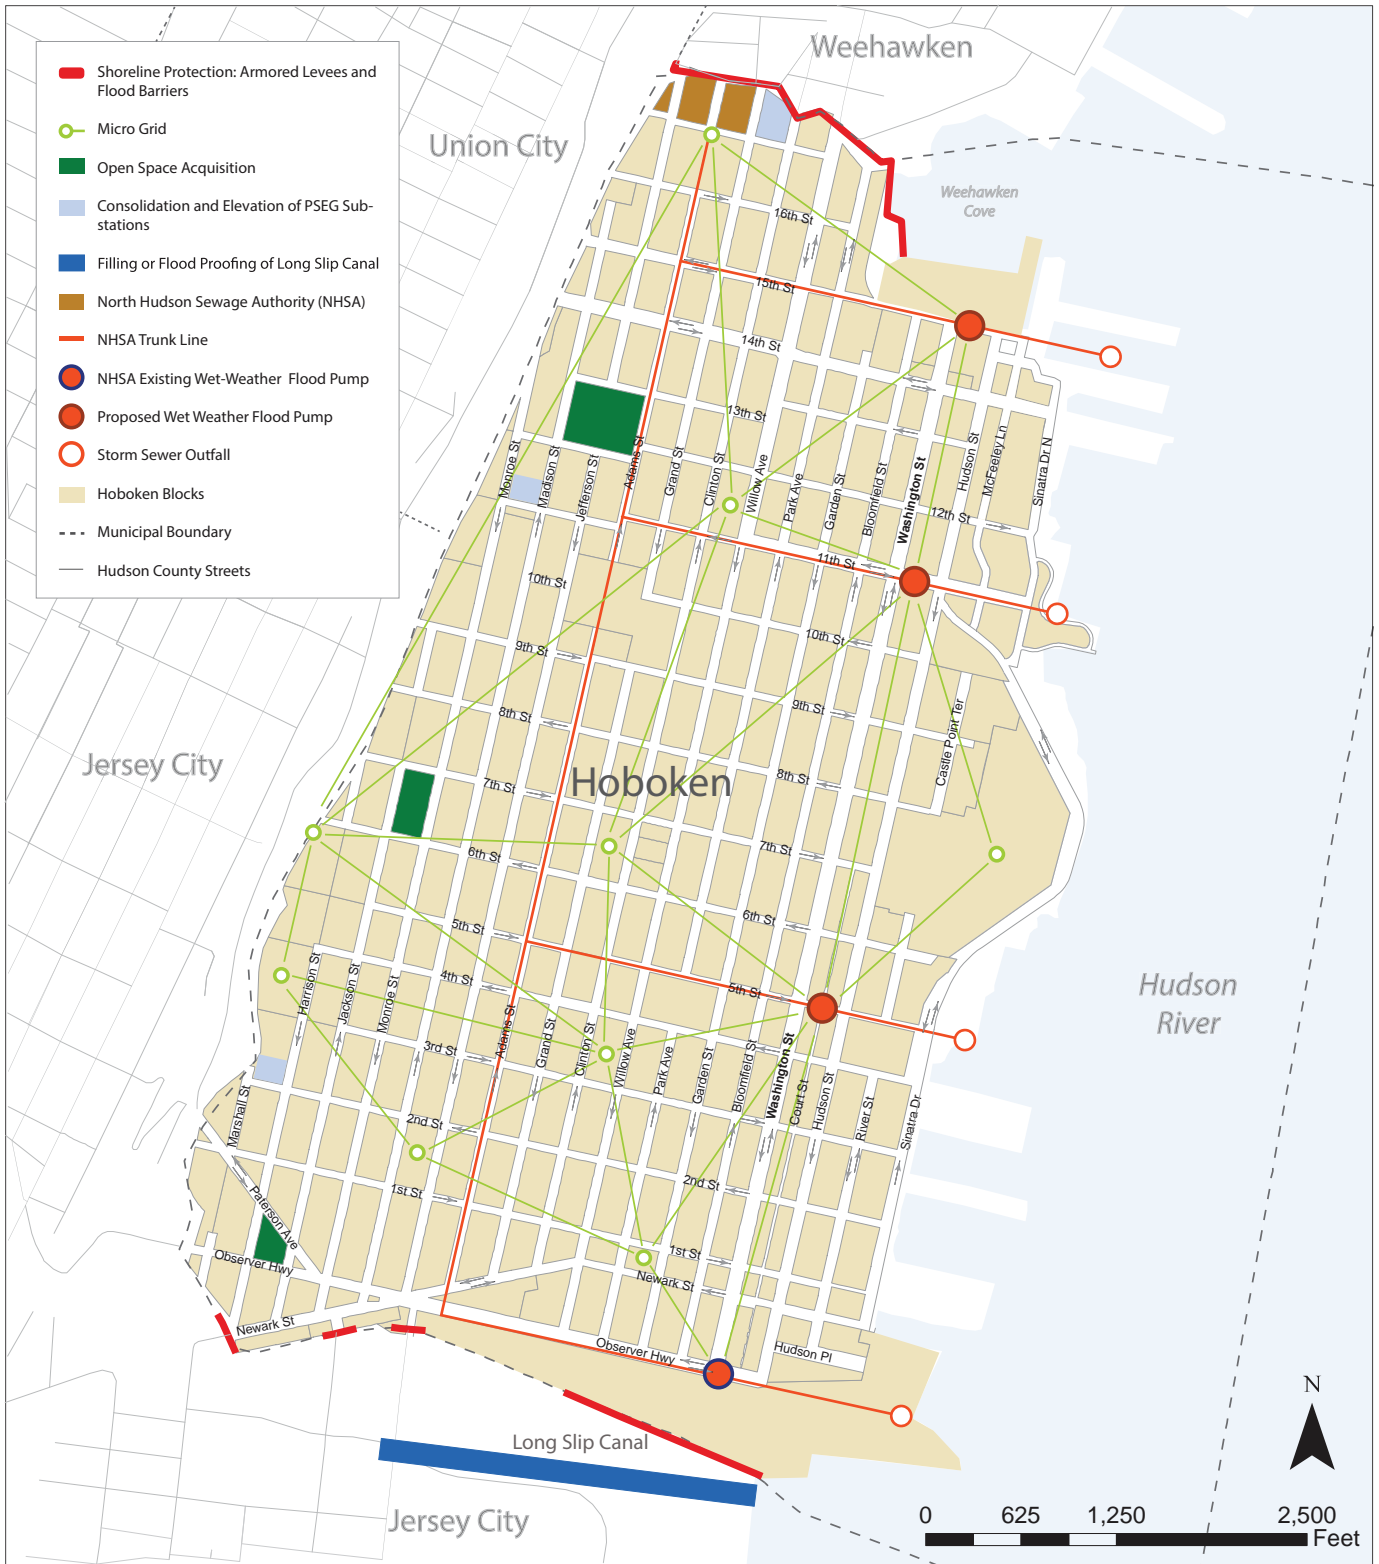 Shoreline Protection: Armored Levees and
Flood Barriers
Micro Grid
Open Space Acquisition
Consolidation and Elevation of PSEG Sub-
stations
Filling or Flood Proofing of Long Slip Canal
North Hudson Sewage Authority (NHSA)
NHSA Trunk Line
NHSA Existing Wet-Weather Flood Pump
Proposed Wet Weather Flood Pump
Storm Sewer Outfall
Hoboken Blocks
Municipal Boundary
Hudson County Streets
Weehawken
Union City
Weehawken
Cove
16th St
15th St
14th St
13th St
Monroe St
Madison St
Jefferson St
Adams St
Grand St
Clinton St
Willow Ave
Park Ave
Garden St
Bloomfield St
Washington St
Hudson St
McFeeley Ln
Sinatra Dr N
12th St
11th St
10th St
10th St
9th St
9th St
8th St
Castle Point Ter
Jersey City
Hoboken
8th St
7th St
7th St
6th St
6th St
5th St
5th St
4th St
Hudson
River
Harrison St
Jackson St
Monroe St
3rd St
Adams St
Grand St
Clinton St
Willow Ave
Park Ave
Garden St
Bloomfield St
Washington St
Court St
Hudson St
River St
Sinatra Dr
Marshall St
2nd St
2nd St
1st St
Paterson Ave
Observer Hwy
1st St
Newark St
Newark St
Observer Hwy
Hudson Pl
Long Slip Canal
Jersey City
N
0 625 1,250 2,500
Feet